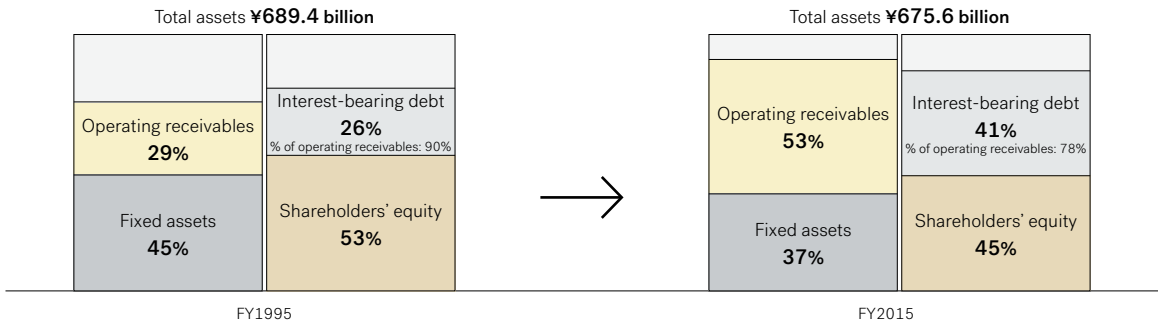 Total assets ¥689.4 billion
Operating receivables
29%
Fixed assets
45%
Interest-bearing debt
26%
% of operating receivables: 90%
Shareholders’ equity
53%
FY1995
Total assets ¥675.6 billion
Operating receivables
53%
Fixed assets
37%
Interest-bearing debt
41%
% of operating receivables: 78%
Shareholders’ equity
45%
FY2015